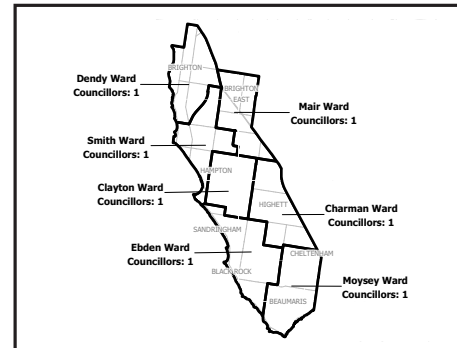 BRIGHTON
Dendy Ward
Councillors: 1
BRIGHTON
EAST
Mair Ward
Councillors: 1
Smith Ward
Councillors: 1
HAMPTON
Clayton Ward
Councillors: 1
HIGHETT
Charman Ward
Councillors: 1
SANDRINGHAM
Ebden Ward
Councillors: 1
CHELTENHAM
BLACK ROCK
Moysey Ward
Councillors: 1
BEAUMARIS